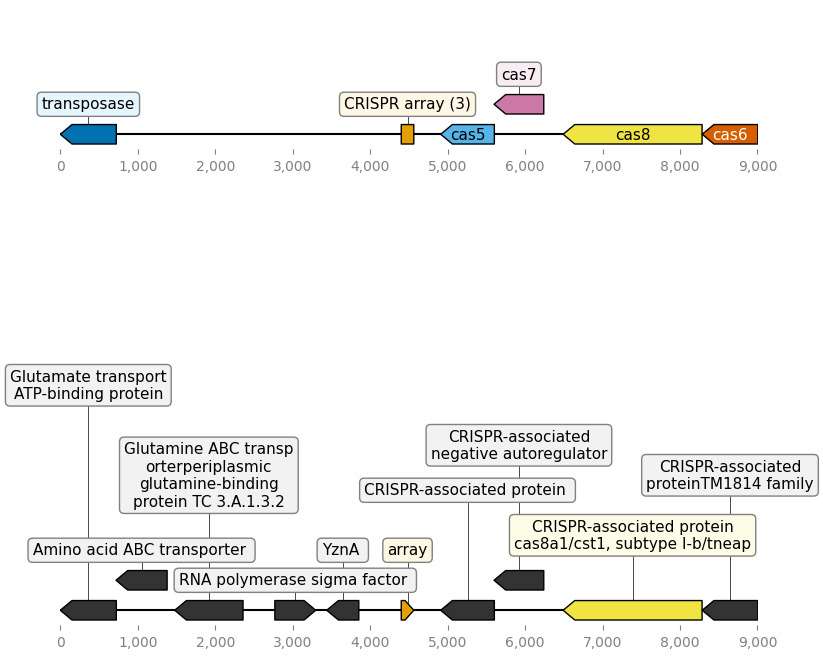 cas7
transposase
CRISPR array (3)
cas5
cas8
cas6
0
1,000
2,000
3,000
4,000
5,000
6,000
7,000
8,000
9,000
Glutamate transport
ATP-binding protein
Glutamine ABC transp
orterperiplasmic
glutamine-binding
protein TC 3.A.1.3.2
CRISPR-associated
negative autoregulator
CRISPR-associated
proteinTM1814 family
CRISPR-associated protein
CRISPR-associated protein
cas8a1/cst1, subtype I-b/tneap
Amino acid ABC transporter
YznA
array
RNA polymerase sigma factor
0
1,000
2,000
3,000
4,000
5,000
6,000
7,000
8,000
9,000